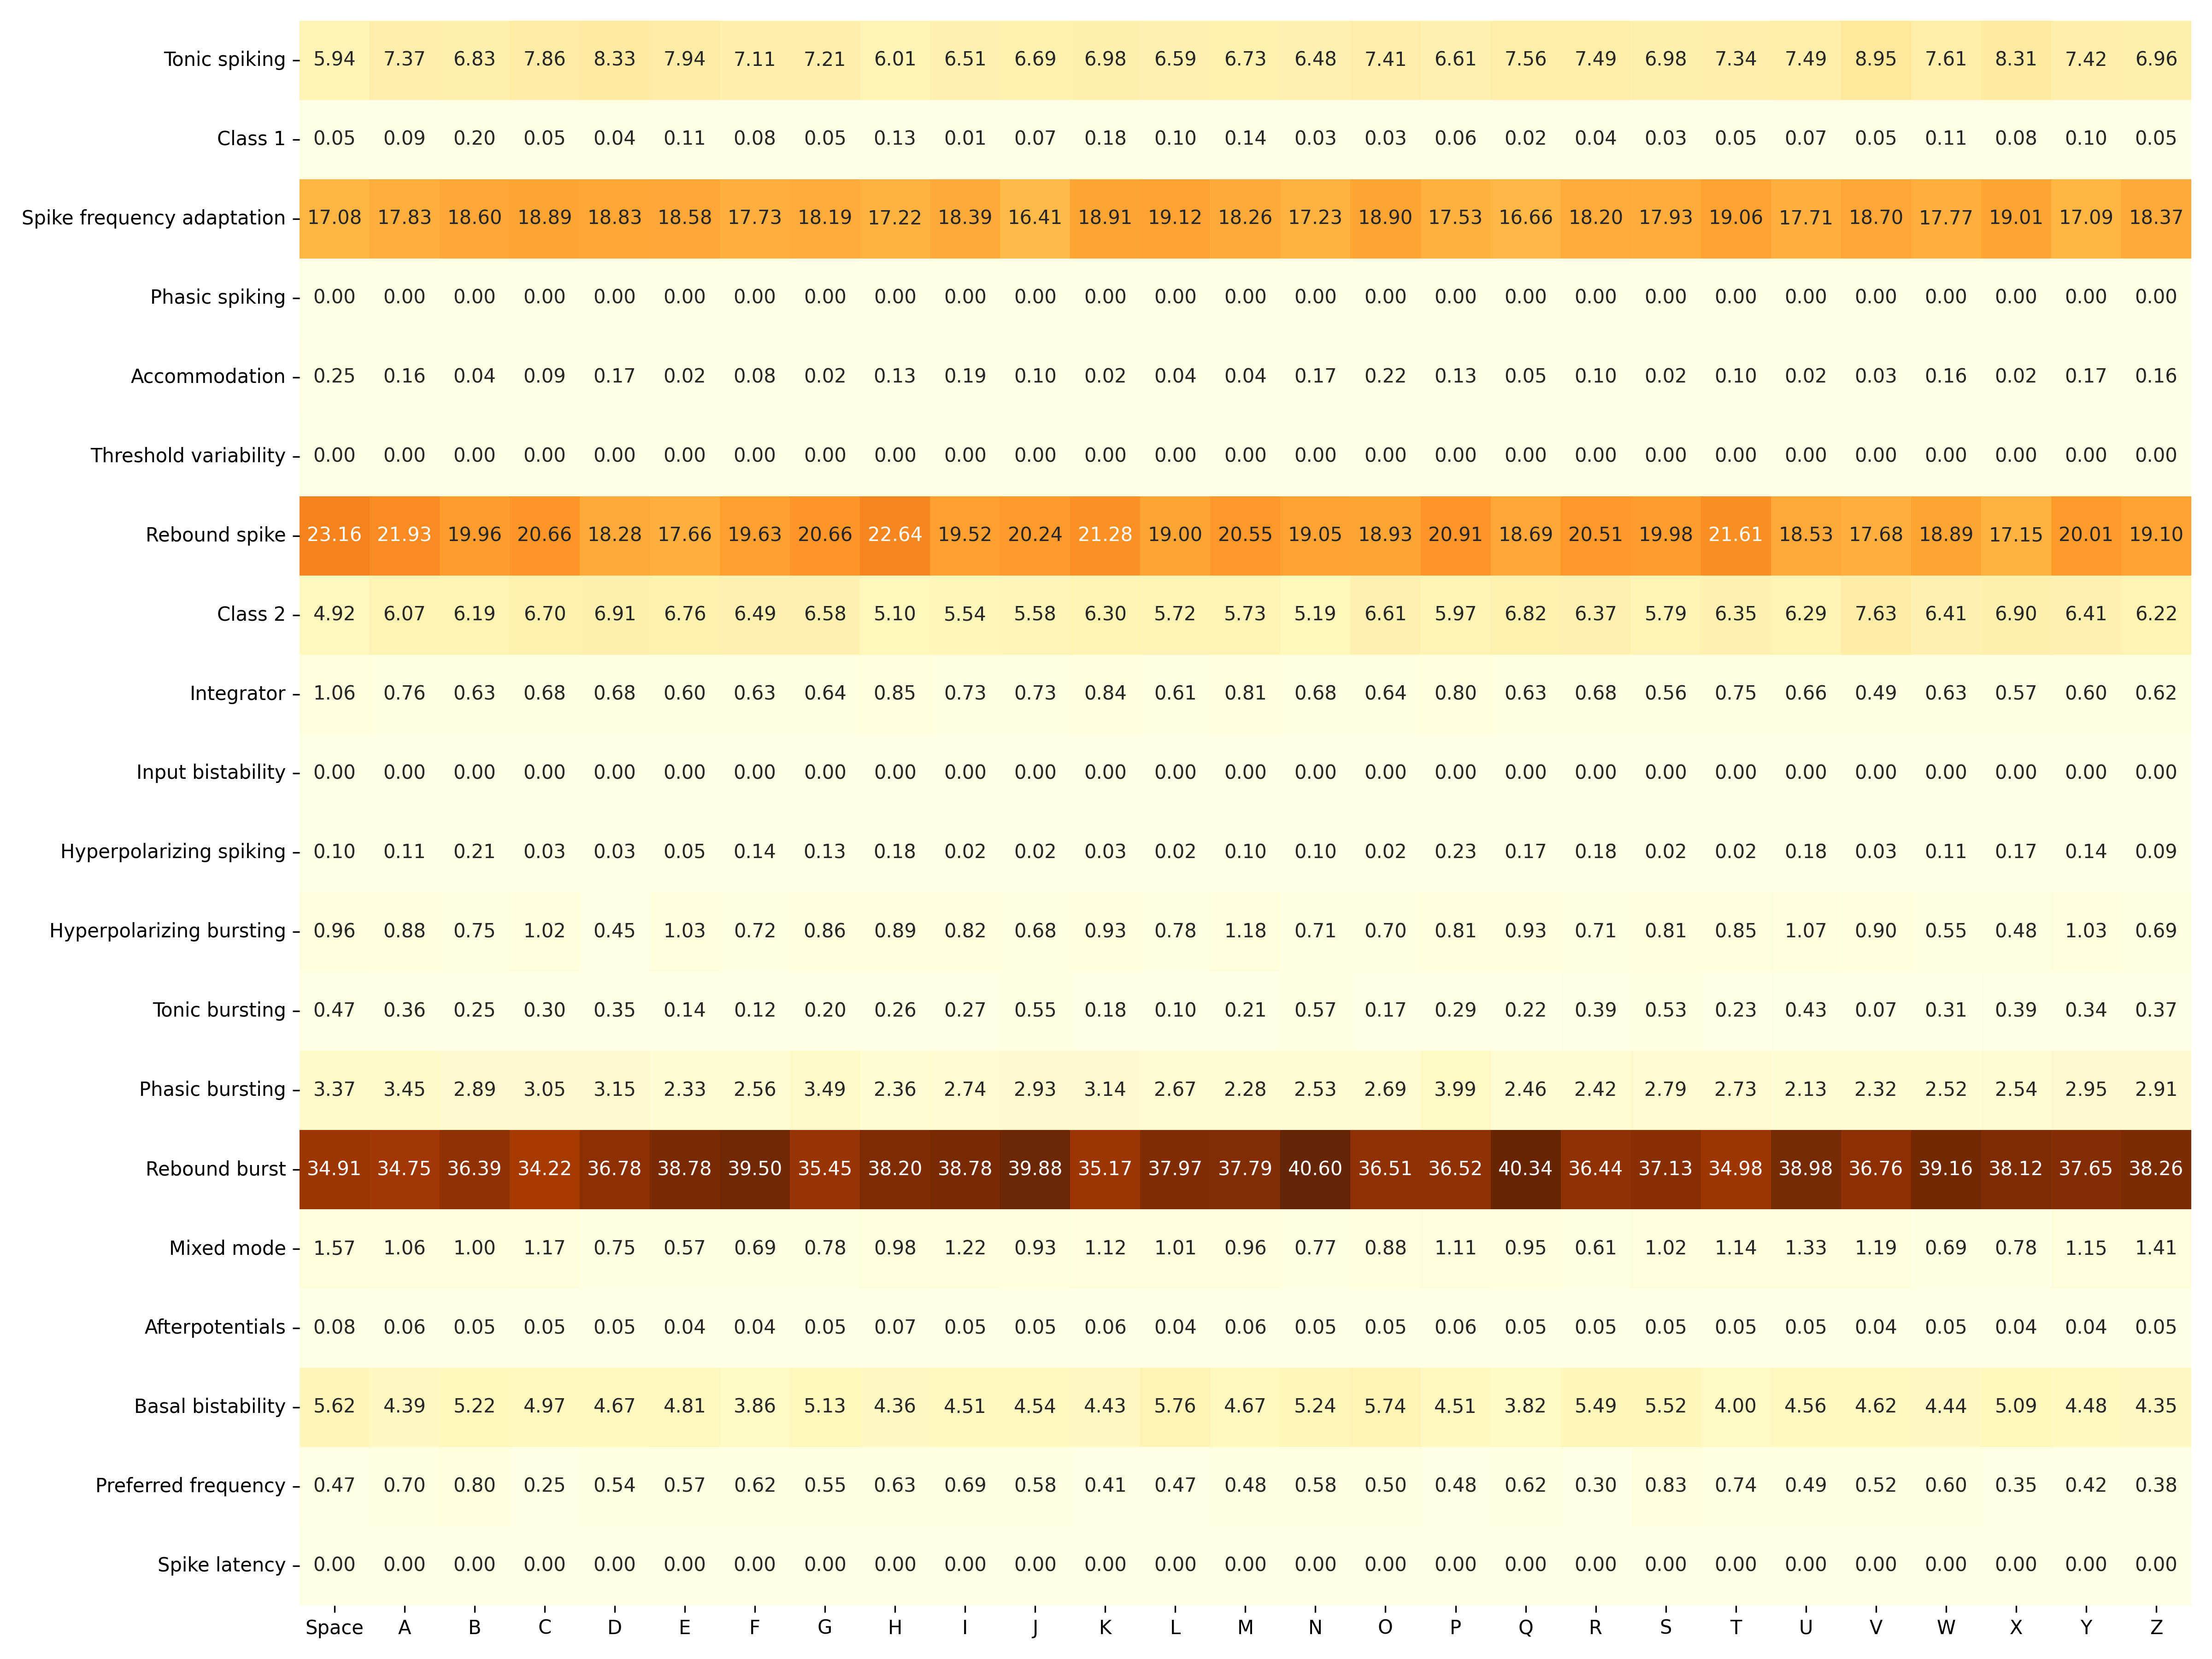 Tonic spiking 5.94 7.37 6.83 7.86 8.33 7.94 7.11 7.21 6.01 6.51 6.69 6.98 6.59 6.73 6.48 7.41 6.61 7.56 7.49 6.98 7.34 7.49 8.95 7.61 8.31 7.42 6.96
Class 1 0.05 0.09 0.20 0.05 0.04 0.11 0.08 0.05 0.13 0.01 0.07 0.18 0.10 0.14 0.03 0.03 0.06 0.02 0.04 0.03 0.05 0.07 0.05 0.11 0.08 0.10 0.05
Spike frequency adaptation 17.08 17.83 18.60 18.89 18.83 18.58 17.73 18.19 17.22 18.39 16.41 18.91 19.12 18.26 17.23 18.90 17.53 16.66 18.20 17.93 19.06 17.71 18.70 17.77 19.01 17.09 18.37
Phasic spiking 0.00 0.00 0.00 0.00 0.00 0.00 0.00 0.00 0.00 0.00 0.00 0.00 0.00 0.00 0.00 0.00 0.00 0.00 0.00 0.00 0.00 0.00 0.00 0.00 0.00 0.00 0.00
Accommodation 0.25 0.16 0.04 0.09 0.17 0.02 0.08 0.02 0.13 0.19 0.10 0.02 0.04 0.04 0.17 0.22 0.13 0.05 0.10 0.02 0.10 0.02 0.03 0.16 0.02 0.17 0.16
Threshold variability 0.00 0.00 0.00 0.00 0.00 0.00 0.00 0.00 0.00 0.00 0.00 0.00 0.00 0.00 0.00 0.00 0.00 0.00 0.00 0.00 0.00 0.00 0.00 0.00 0.00 0.00 0.00
Rebound spike 23.16 21.93 19.96 20.66 18.28 17.66 19.63 20.66 22.64 19.52 20.24 21.28 19.00 20.55 19.05 18.93 20.91 18.69 20.51 19.98 21.61 18.53 17.68 18.89 17.15 20.01 19.10
Class 2 4.92 6.07 6.19 6.70 6.91 6.76 6.49 6.58 5.10 5.54 5.58 6.30 5.72 5.73 5.19 6.61 5.97 6.82 6.37 5.79 6.35 6.29 7.63 6.41 6.90 6.41 6.22
Integrator 1.06 0.76 0.63 0.68 0.68 0.60 0.63 0.64 0.85 0.73 0.73 0.84 0.61 0.81 0.68 0.64 0.80 0.63 0.68 0.56 0.75 0.66 0.49 0.63 0.57 0.60 0.62
Input bistability 0.00 0.00 0.00 0.00 0.00 0.00 0.00 0.00 0.00 0.00 0.00 0.00 0.00 0.00 0.00 0.00 0.00 0.00 0.00 0.00 0.00 0.00 0.00 0.00 0.00 0.00 0.00
Hyperpolarizing spiking 0.10 0.11 0.21 0.03 0.03 0.05 0.14 0.13 0.18 0.02 0.02 0.03 0.02 0.10 0.10 0.02 0.23 0.17 0.18 0.02 0.02 0.18 0.03 0.11 0.17 0.14 0.09
Hyperpolarizing bursting 0.96 0.88 0.75 1.02 0.45 1.03 0.72 0.86 0.89 0.82 0.68 0.93 0.78 1.18 0.71 0.70 0.81 0.93 0.71 0.81 0.85 1.07 0.90 0.55 0.48 1.03 0.69
Tonic bursting 0.47 0.36 0.25 0.30 0.35 0.14 0.12 0.20 0.26 0.27 0.55 0.18 0.10 0.21 0.57 0.17 0.29 0.22 0.39 0.53 0.23 0.43 0.07 0.31 0.39 0.34 0.37
Phasic bursting 3.37 3.45 2.89 3.05 3.15 2.33 2.56 3.49 2.36 2.74 2.93 3.14 2.67 2.28 2.53 2.69 3.99 2.46 2.42 2.79 2.73 2.13 2.32 2.52 2.54 2.95 2.91
Rebound burst 34.91 34.75 36.39 34.22 36.78 38.78 39.50 35.45 38.20 38.78 39.88 35.17 37.97 37.79 40.60 36.51 36.52 40.34 36.44 37.13 34.98 38.98 36.76 39.16 38.12 37.65 38.26
Mixed mode 1.57 1.06 1.00 1.17 0.75 0.57 0.69 0.78 0.98 1.22 0.93 1.12 1.01 0.96 0.77 0.88 1.11 0.95 0.61 1.02 1.14 1.33 1.19 0.69 0.78 1.15 1.41
Afterpotentials 0.08 0.06 0.05 0.05 0.05 0.04 0.04 0.05 0.07 0.05 0.05 0.06 0.04 0.06 0.05 0.05 0.06 0.05 0.05 0.05 0.05 0.05 0.04 0.05 0.04 0.04 0.05
Basal bistability 5.62 4.39 5.22 4.97 4.67 4.81 3.86 5.13 4.36 4.51 4.54 4.43 5.76 4.67 5.24 5.74 4.51 3.82 5.49 5.52 4.00 4.56 4.62 4.44 5.09 4.48 4.35
Preferred frequency 0.47 0.70 0.80 0.25 0.54 0.57 0.62 0.55 0.63 0.69 0.58 0.41 0.47 0.48 0.58 0.50 0.48 0.62 0.30 0.83 0.74 0.49 0.52 0.60 0.35 0.42 0.38
Spike latency 0.00 0.00 0.00 0.00 0.00 0.00 0.00 0.00 0.00 0.00 0.00 0.00 0.00 0.00 0.00 0.00 0.00 0.00 0.00 0.00 0.00 0.00 0.00 0.00 0.00 0.00 0.00
Space A B C D E F G H I J K L M N O P Q R S T U V W X Y Z